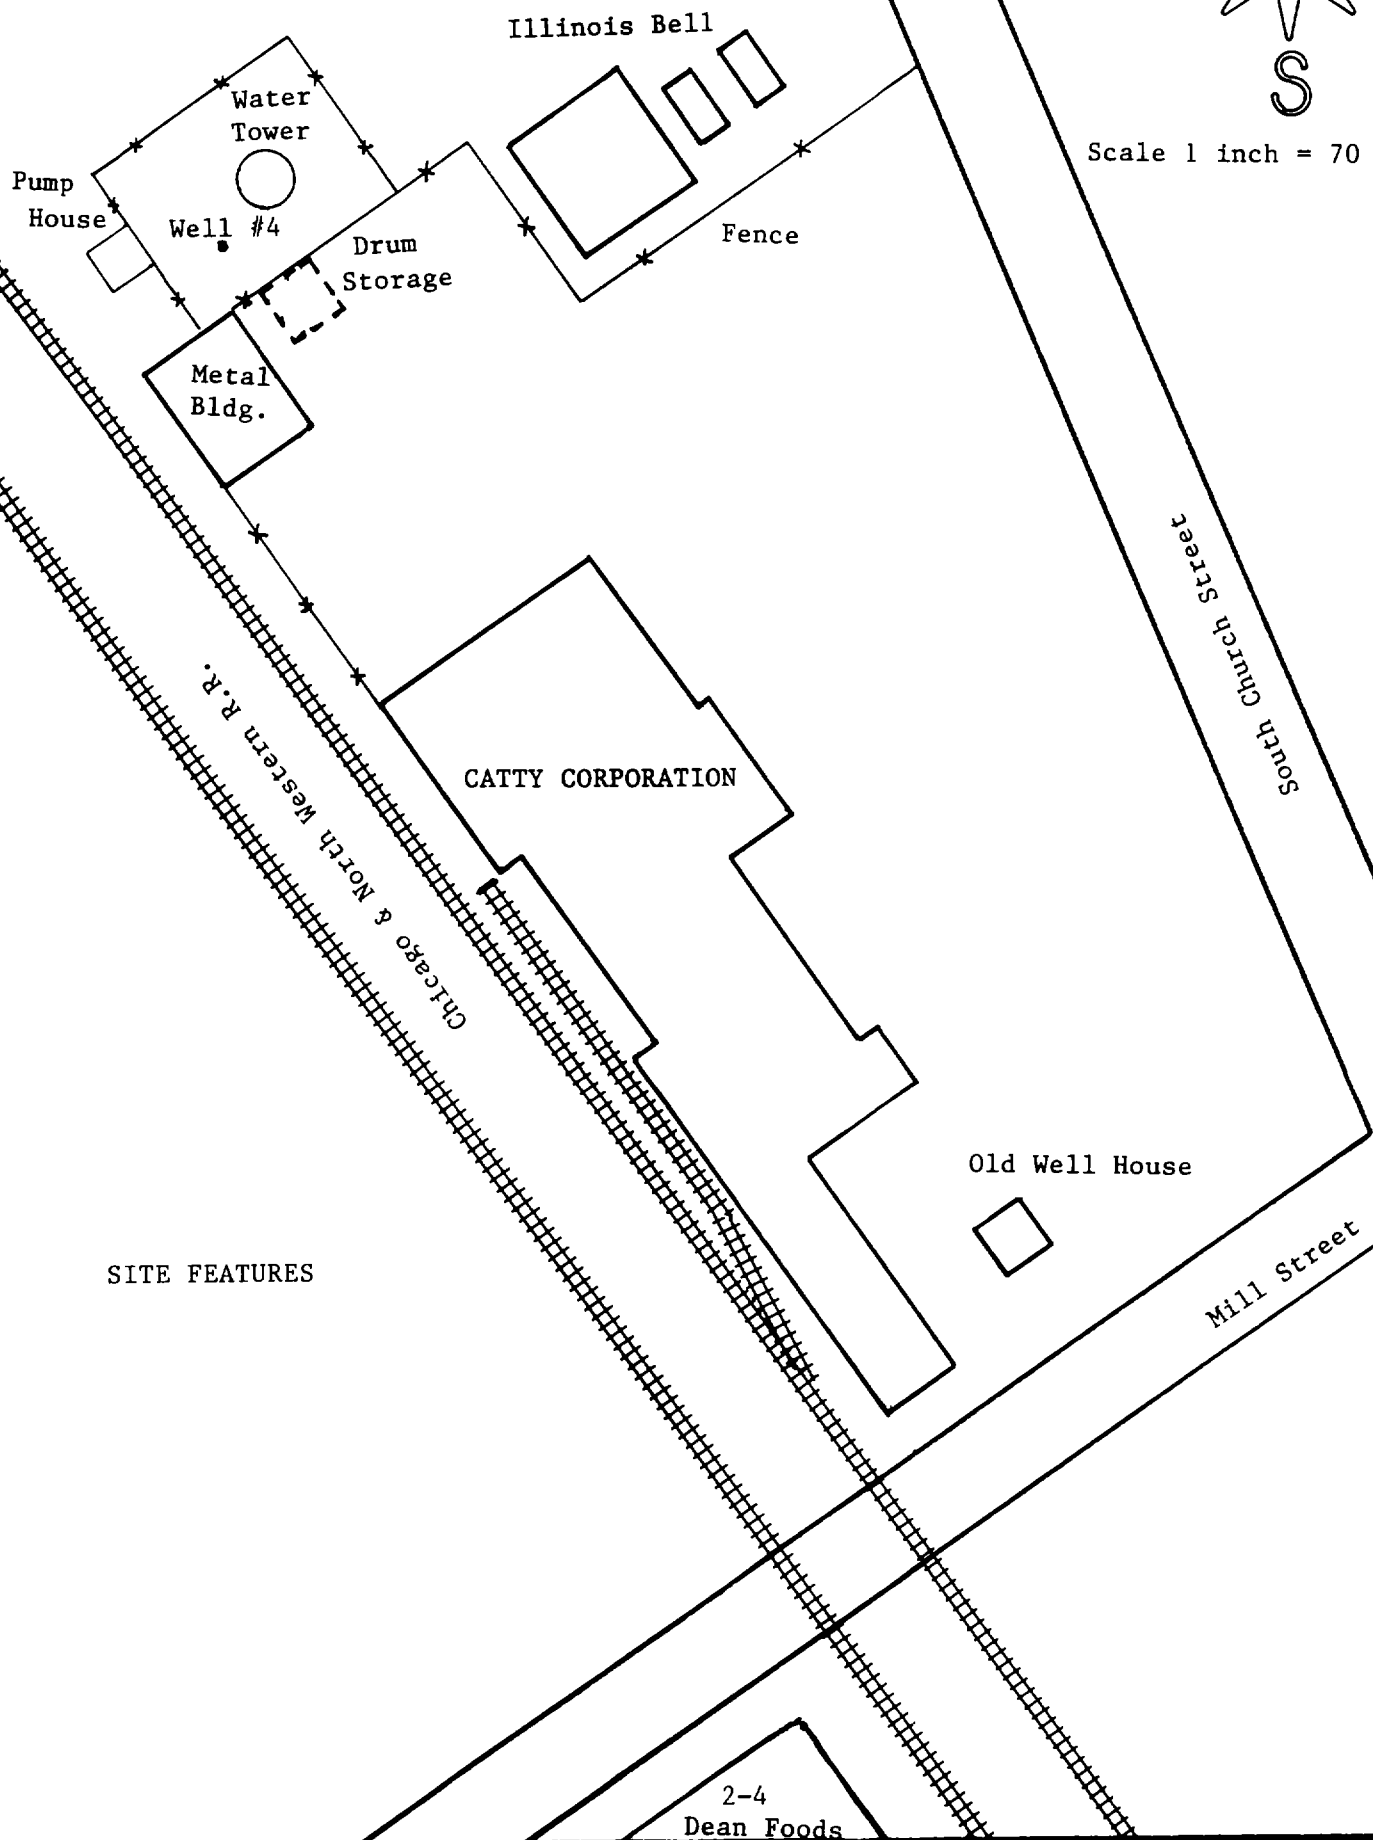 Illinois Bell
S
Scale 1 inch = 70
Water
Tower
Pump
House
Well #4
Drum
Storage
Fence
Metal
Bldg.
South Church Street
Chicago & North Western R.R.
CATTY CORPORATION
Old Well House
Mill Street
SITE FEATURES
2-4
Dean Foods